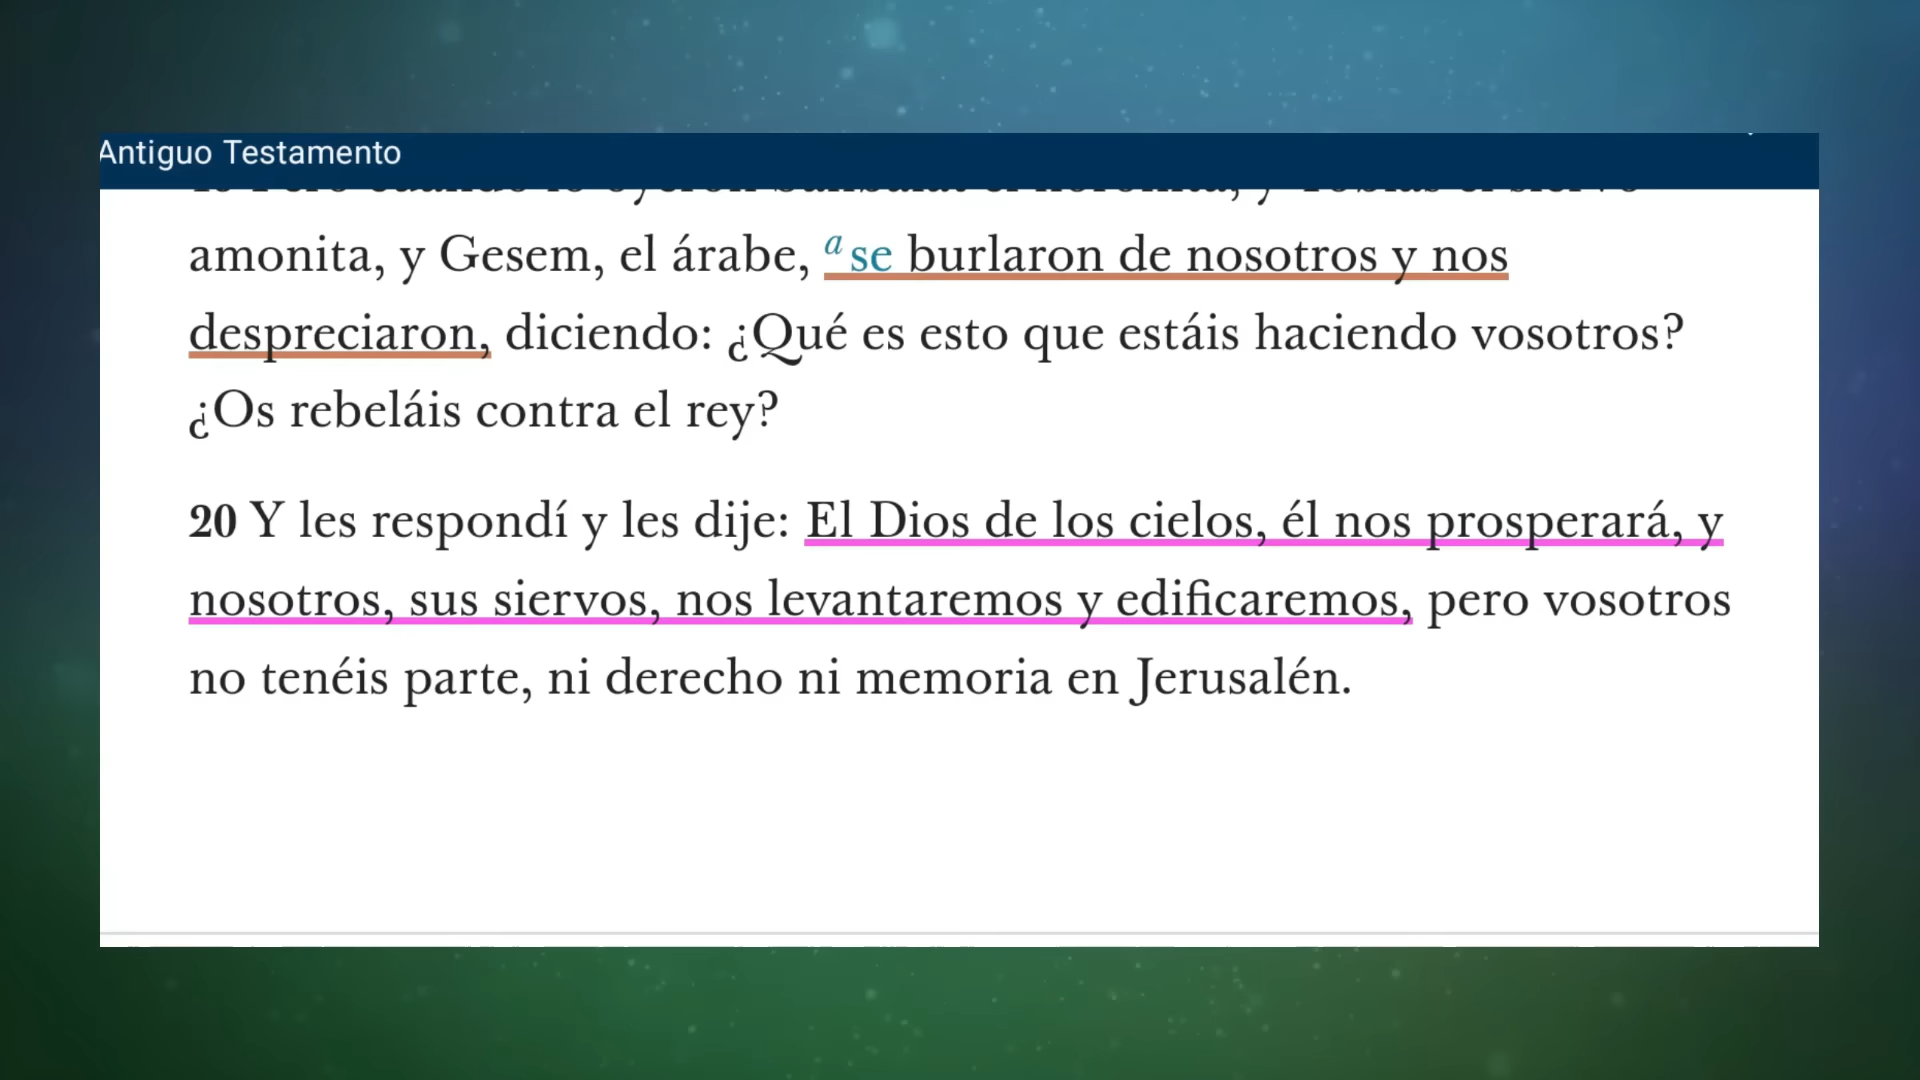 Antiguo Testamento
amonita, y Gesem, el árabe, a se burlaron de nosotros y nos
despreciaron, diciendo: ¿Qué es esto que estáis haciendo vosotros?
¿Os rebeláis contra el rey?
20 Y les respondí y les dije: El Dios de los cielos, él nos prosperará, y
nosotros, sus siervos, nos levantaremos y edificaremos, pero vosotros
no tenéis parte, ni derecho ni memoria en Jerusalén.